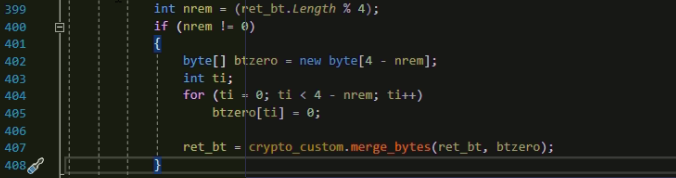 399 int nrem = (ret_bt.Length % 4);
400 if (nrem != 0)
401 {
402 byte[] btzero = new byte[4 - nrem];
403 int ti;
404 for (ti = 0; ti < 4 - nrem; ti++)
405 btzero[ti] = 0;
406
407 ret_bt = crypto_custom.merge_bytes(ret_bt, btzero);
408 }